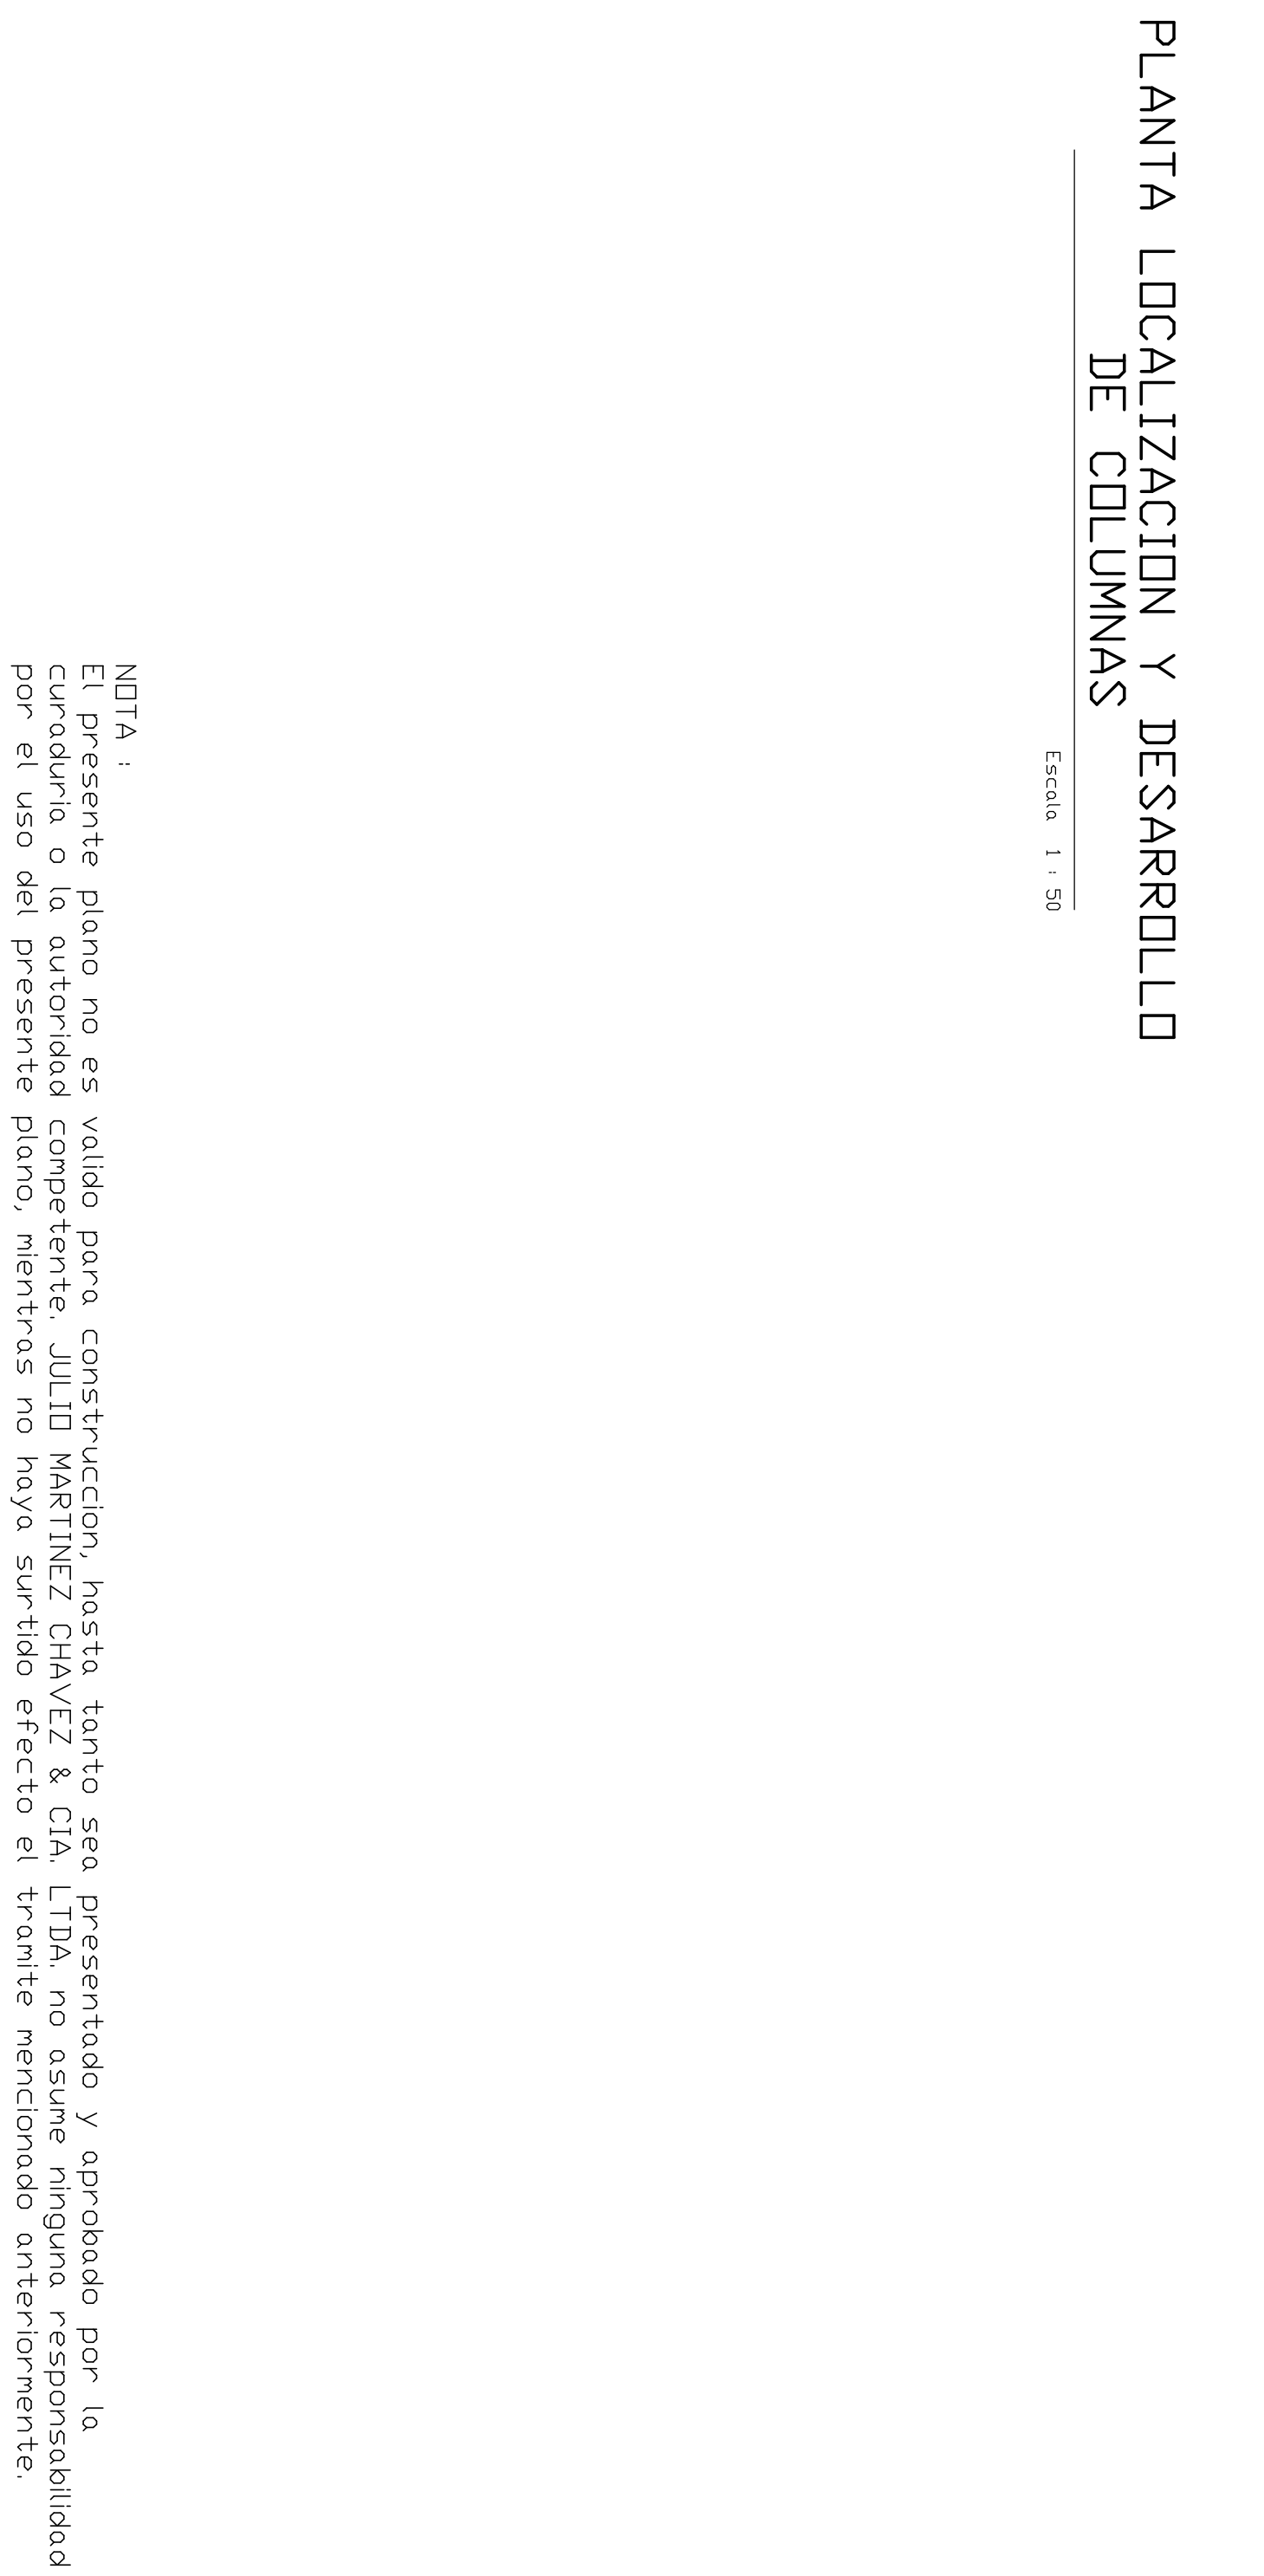 PLANTA LOCALIZACION Y DESARROLLO
DE COLUMNAS
Escala 1 : 50
NOTA :
El presente plano no es valido para construccion, hasta tanto sea presentado y aprobado por la
curaduria o la autoridad competente. JULIO MARTINEZ CHAVEZ & CIA. LTDA. no asume ninguna responsabilidad
por el uso del presente plano, mientras no haya surtido efecto el tramite mencionado anteriormente.